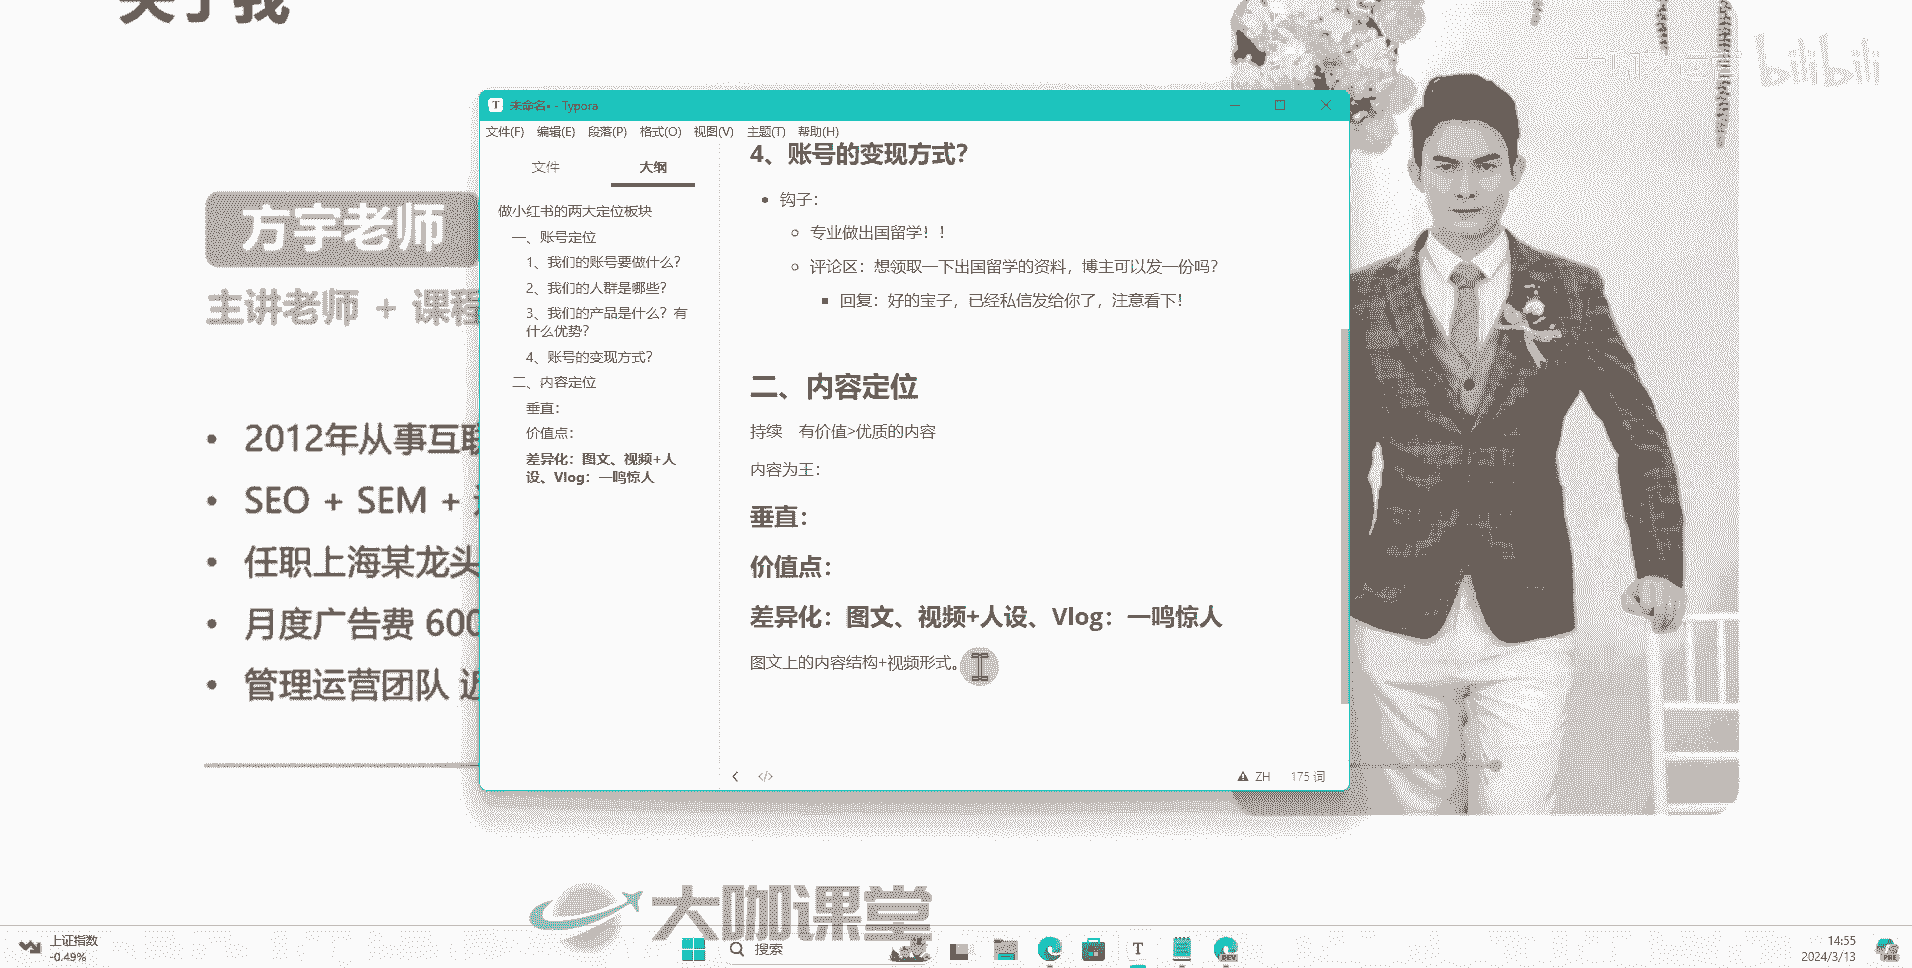 关于我
bilibili
未命名• - Typora
文件(F) 编辑(E) 段落(P) 格式(O) 视图(V) 主题(T) 帮助(H)
文件 大纲
做小红书的两大定位板块
一、账号定位
1、我们的账号要做什么？
2、我们的人群是哪些？
3、我们的产品是什么？有
什么优势？
4、账号的变现方式？
二、内容定位
垂直：
价值点：
差异化：图文、视频+人
设、Vlog：一鸣惊人
4、账号的变现方式？
钩子：
专业做出国留学！！
评论区：想领取一下出国留学的资料，博主可以发一份吗？
回复：好的宝子，已经私信发给你了，注意看下！
二、内容定位
持续 有价值>优质的内容
内容为王：
垂直：
价值点：
差异化：图文、视频+人设、Vlog：一鸣惊人
图文上的内容结构+视频形式。
ZH 175 词
方宇老师
主讲老师 + 课程
2012年从事互联
SEO + SEM +
任职上海某龙头
月度广告费 600
管理运营团队 近
大咖课堂
上证指数
-0.49%
搜索
14:55
2024/3/13